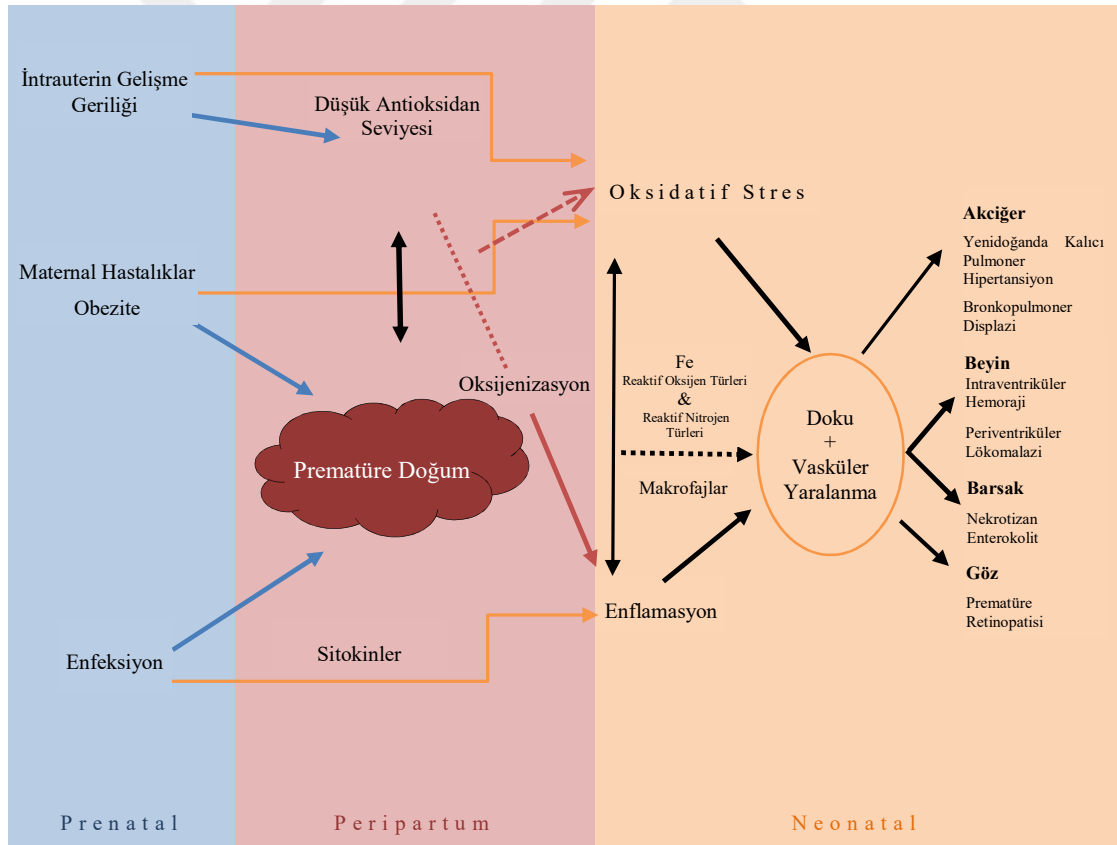 İntrauterin Gelişme
Geriliği
Düşük Antioksidan
Seviyesi
Oksidatif Stres
Maternal Hastalıklar
Obezite
Oksijenizasyon
Prematüre Doğum
Fe
Reaktif Oksijen Türleri
&
Reaktif Nitrojen
Türleri
Makrofajlar
Doku
+
Vasküler
Yaralanma
Akciğer
Yenidoğanda Kalıcı
Pulmoner
Hipertansiyon
Bronkopulmoner
Displazi
Beyin
Intraventriküler
Hemoraji
Periventriküler
Lökomalazi
Barsak
Nekrotizan
Enterokolit
Göz
Prematüre
Retinopatisi
Enfeksiyon
Sitokinler
Enflamasyon
Prenatal
Peripartum
Neonatal